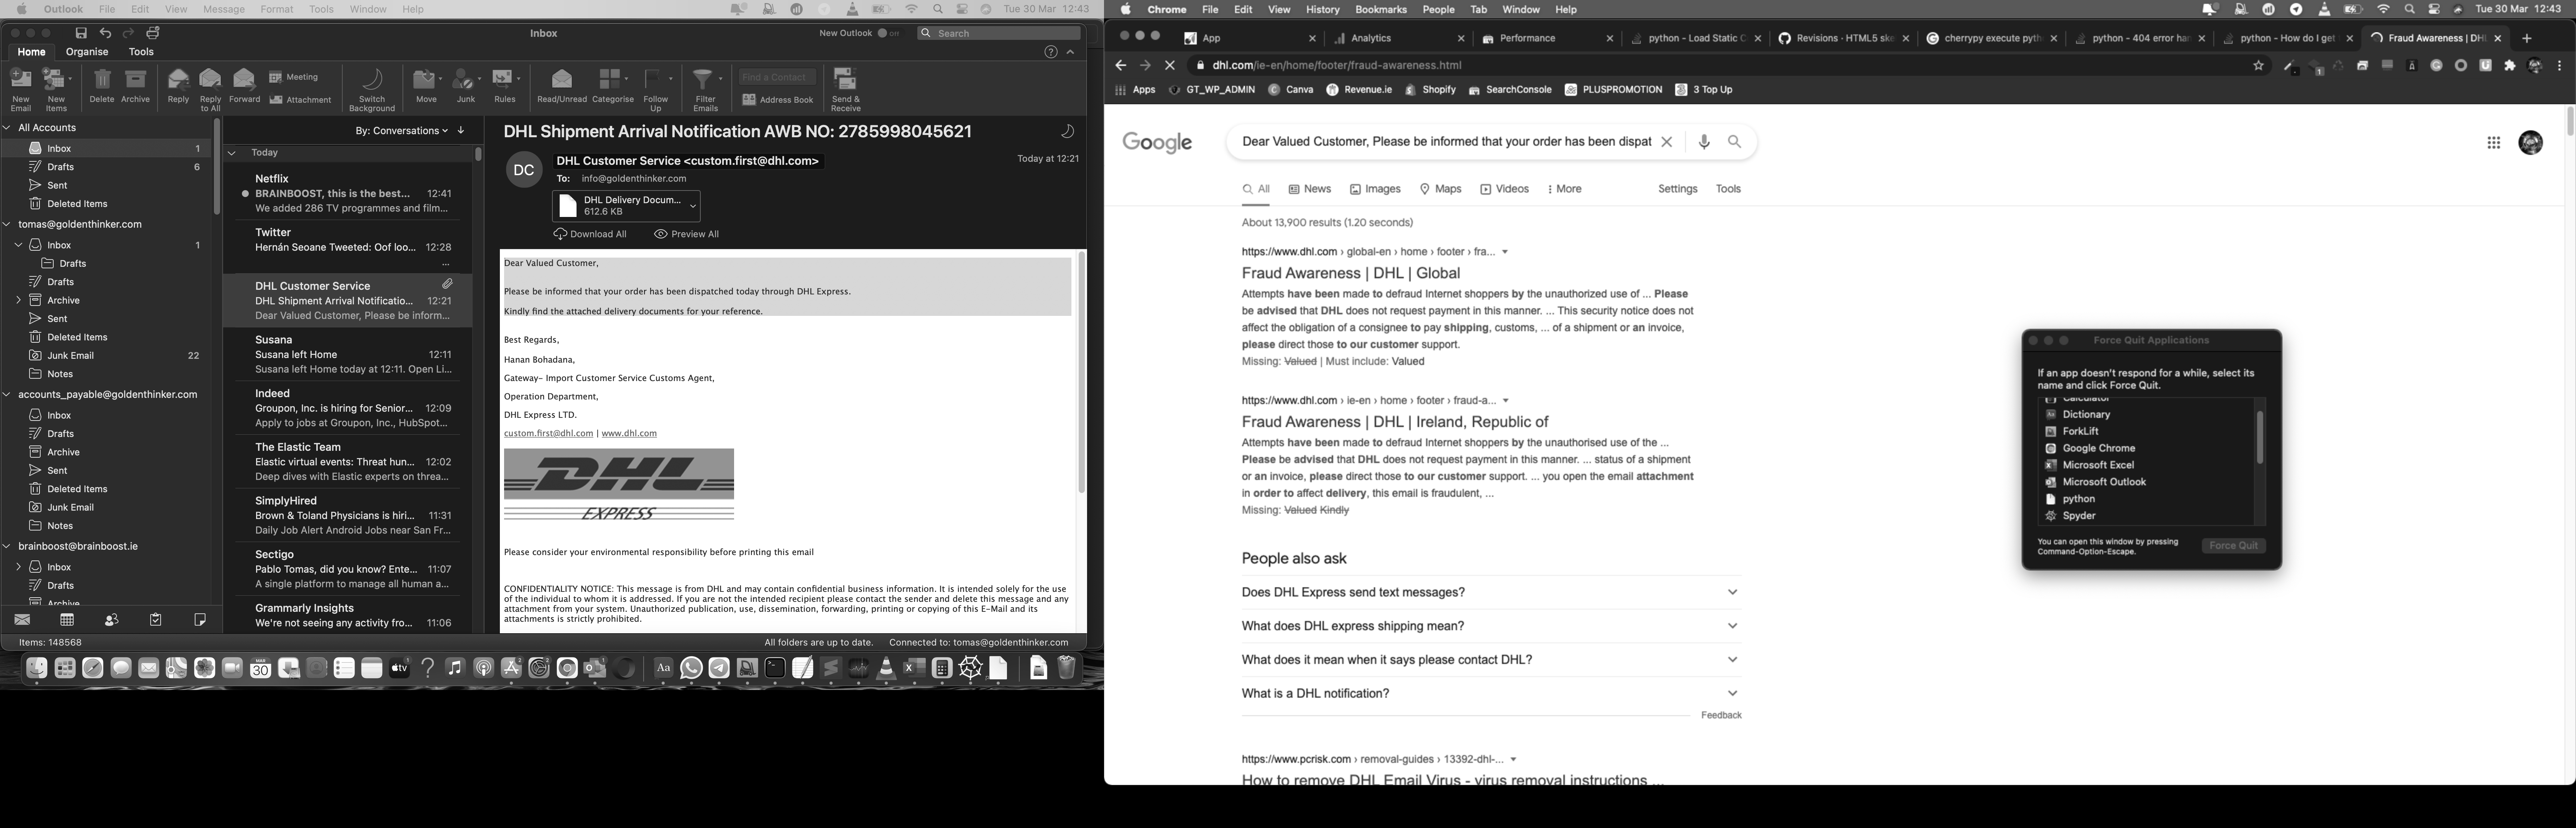 Outlook File Edit View Message Format Tools Window Help Tue 30 Mar 12:43
Inbox
New Outlook
Search
Home Organise Tools
New Email
New Items
Delete
Archive
Reply
Reply to All
Forward
Meeting
Attachment
Switch Background
Move
Junk
Rules
Read/Unread
Categorise
Follow Up
Filter Emails
Find a Contact
Address Book
Send & Receive
All Accounts
Inbox 1
Drafts 6
Sent
Deleted Items
tomas@goldenthinker.com
Inbox 1
Drafts
Drafts
Archive
Sent
Deleted Items
Junk Email 22
Notes
accounts_payable@goldenthinker.com
Inbox
Drafts
Archive
Sent
Deleted Items
Junk Email
Notes
brainboost@brainboost.ie
Inbox
Drafts
Archive
Items: 148568
By: Conversations
Today
Netflix
BRAINBOOST, this is the best... 12:41
We added 286 TV programmes and film...
Twitter
Hernán Seoane Tweeted: Oof loo... 12:28
...
DHL Customer Service
DHL Shipment Arrival Notificatio... 12:21
Dear Valued Customer, Please be inform...
Susana
Susana left Home 12:11
Susana left Home today at 12:11. Open Li...
Indeed
Groupon, Inc. is hiring for Senior... 12:09
Apply to jobs at Groupon, Inc., HubSpot...
The Elastic Team
Elastic virtual events: Threat hun... 12:02
Deep dives with Elastic experts on threa...
SimplyHired
Brown & Toland Physicians is hiri... 11:31
Daily Job Alert Android Jobs near San Fr...
Sectigo
Pablo Tomas, did you know? Ente... 11:07
A single platform to manage all human a...
Grammarly Insights
We're not seeing any activity fro... 11:06
DHL Shipment Arrival Notification AWB NO: 2785998045621
DC
DHL Customer Service <custom.first@dhl.com>
Today at 12:21
To: info@goldenthinker.com
DHL Delivery Docum...
612.6 KB
Download All Preview All
Dear Valued Customer,
Please be informed that your order has been dispatched today through DHL Express.
Kindly find the attached delivery documents for your reference.
Best Regards,
Hanan Bohadana,
Gateway- Import Customer Service Customs Agent,
Operation Department,
DHL Express LTD.
custom.first@dhl.com | www.dhl.com
DHL
EXPRESS
Please consider your environmental responsibility before printing this email
CONFIDENTIALITY NOTICE: This message is from DHL and may contain confidential business information. It is intended solely for the use
of the individual to whom it is addressed. If you are not the intended recipient please contact the sender and delete this message and any
attachment from your system. Unauthorized publication, use, dissemination, forwarding, printing or copying of this E-Mail and its
attachments is strictly prohibited.
All folders are up to date. Connected to: tomas@goldenthinker.com
MAR 30
tv
Aa
Chrome File Edit View History Bookmarks People Tab Window Help Tue 30 Mar 12:43
App
Analytics
Performance
python - Load Static C
Revisions · HTML5 ske
cherrypy execute pyth
python - 404 error han
python - How do I get
Fraud Awareness | DHL
dhl.com/ie-en/home/footer/fraud-awareness.html
Apps GT_WP_ADMIN Canva Revenue.ie Shopify SearchConsole PLUSPROMOTION 3 Top Up
Google
Dear Valued Customer, Please be informed that your order has been dispat
All News Images Maps Videos More Settings Tools
About 13,900 results (1.20 seconds)
https://www.dhl.com › global-en › home › footer › fra...
Fraud Awareness | DHL | Global
Attempts have been made to defraud Internet shoppers by the unauthorized use of ... Please
be advised that DHL does not request payment in this manner. ... This security notice does not
affect the obligation of a consignee to pay shipping, customs, ... of a shipment or an invoice,
please direct those to our customer support.
Missing: Valued | Must include: Valued
https://www.dhl.com › ie-en › home › footer › fraud-a...
Fraud Awareness | DHL | Ireland, Republic of
Attempts have been made to defraud Internet shoppers by the unauthorised use of the ...
Please be advised that DHL does not request payment in this manner. ... status of a shipment
or an invoice, please direct those to our customer support. ... you open the email attachment
in order to affect delivery, this email is fraudulent, ...
Missing: Valued Kindly
People also ask
Does DHL Express send text messages?
What does DHL express shipping mean?
What does it mean when it says please contact DHL?
What is a DHL notification?
Feedback
https://www.pcrisk.com › removal-guides › 13392-dhl-...
How to remove DHL Email Virus - virus removal instructions ...
Force Quit Applications
If an app doesn't respond for a while, select its
name and click Force Quit.
Calculator
Dictionary
ForkLift
Google Chrome
Microsoft Excel
Microsoft Outlook
python
Spyder
You can open this window by pressing
Command-Option-Escape.
Force Quit